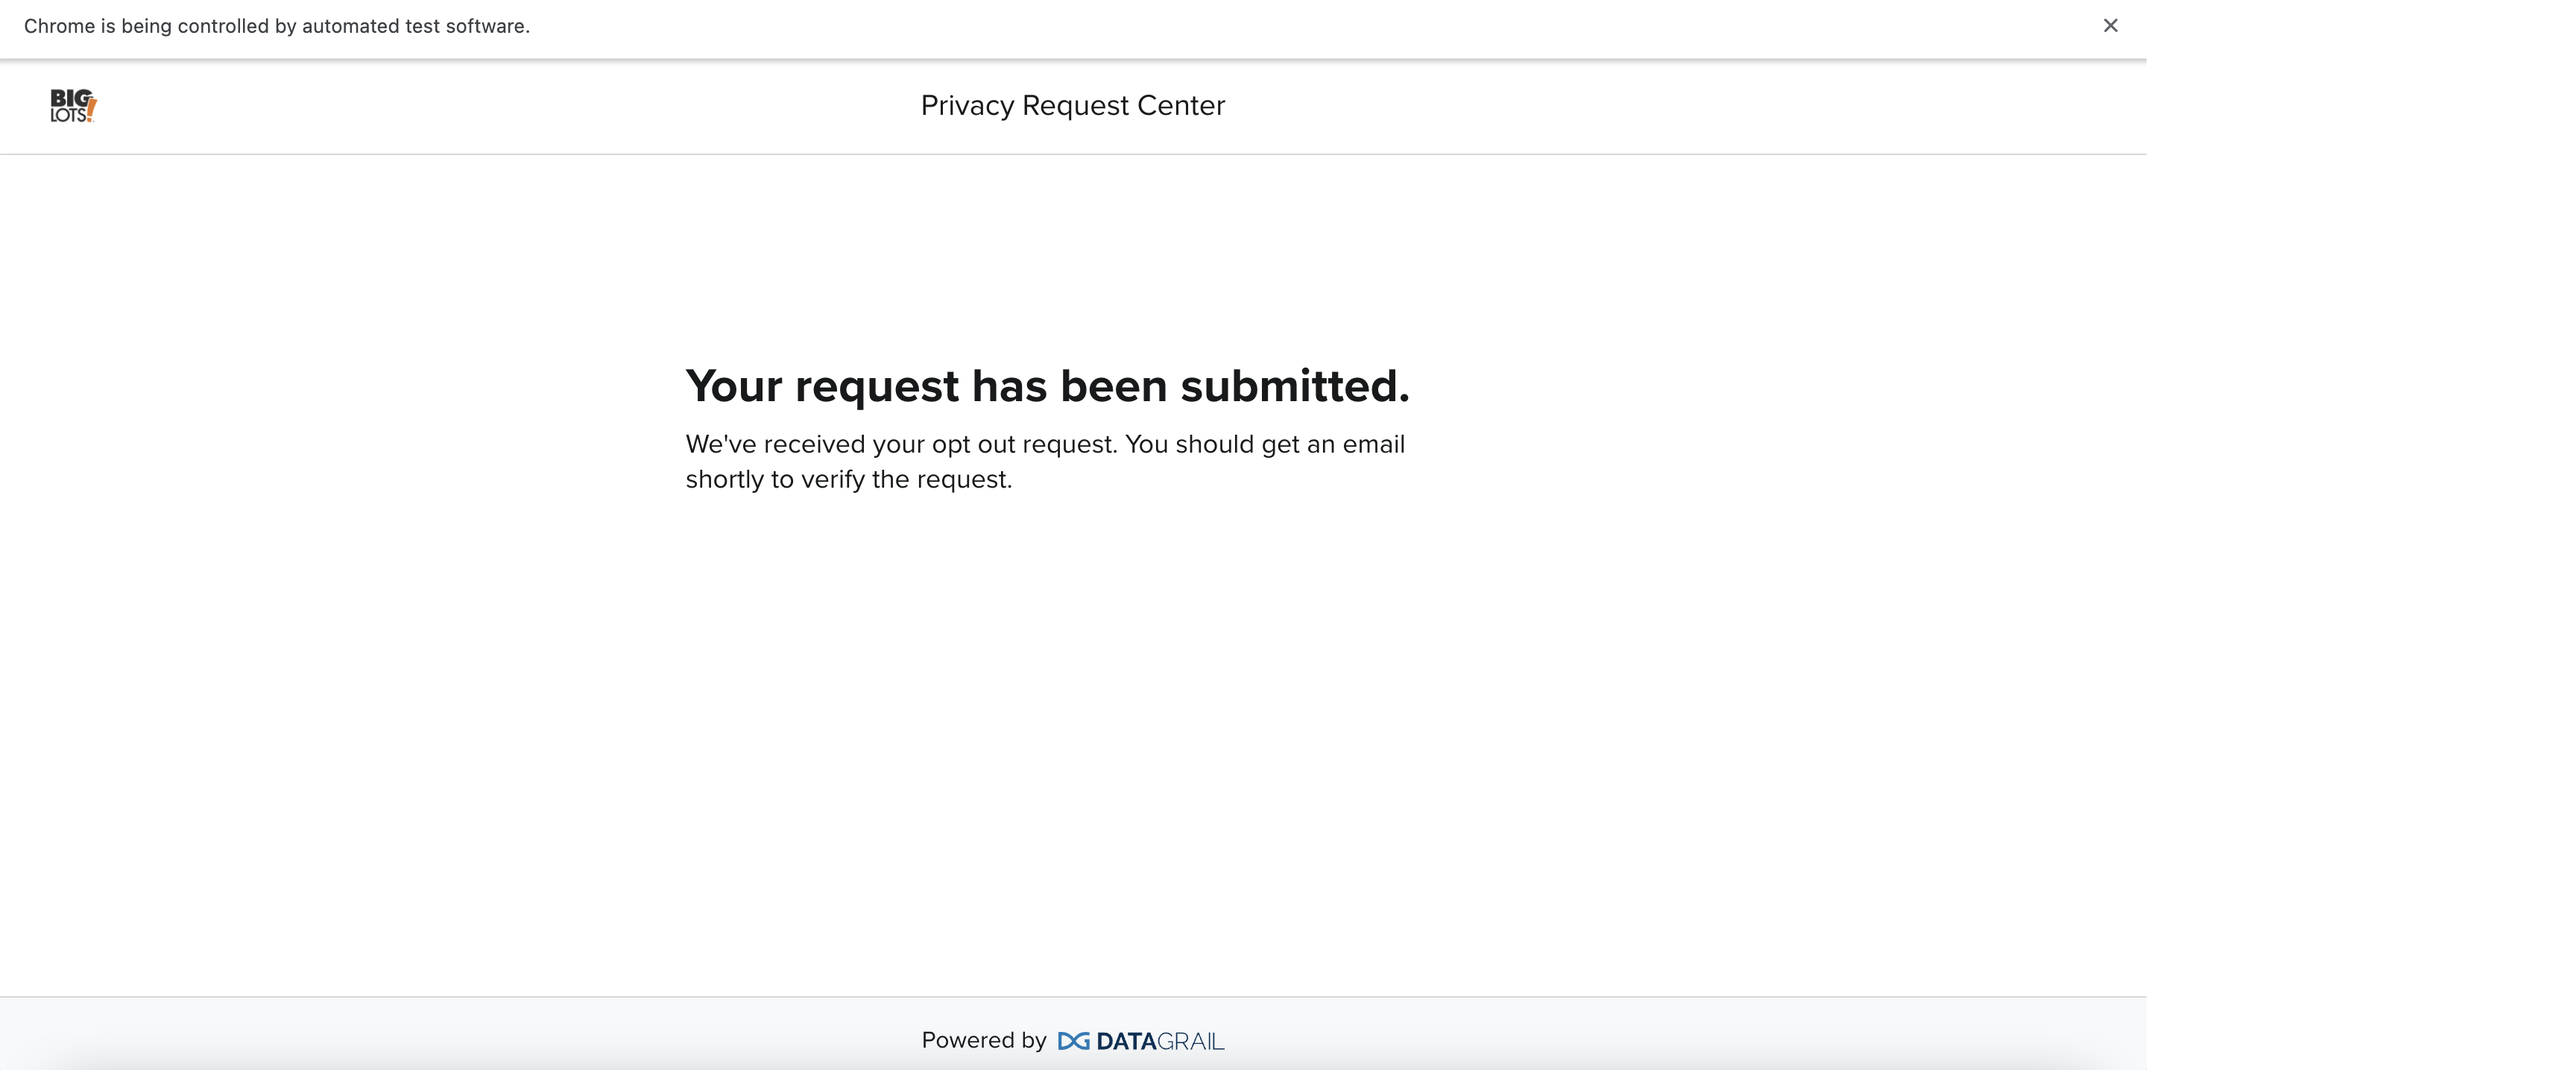 Chrome is being controlled by automated test software.
BIG
LOTS!
Privacy Request Center
Your request has been submitted.
We've received your opt out request. You should get an email
shortly to verify the request.
Powered by DATAGRAIL